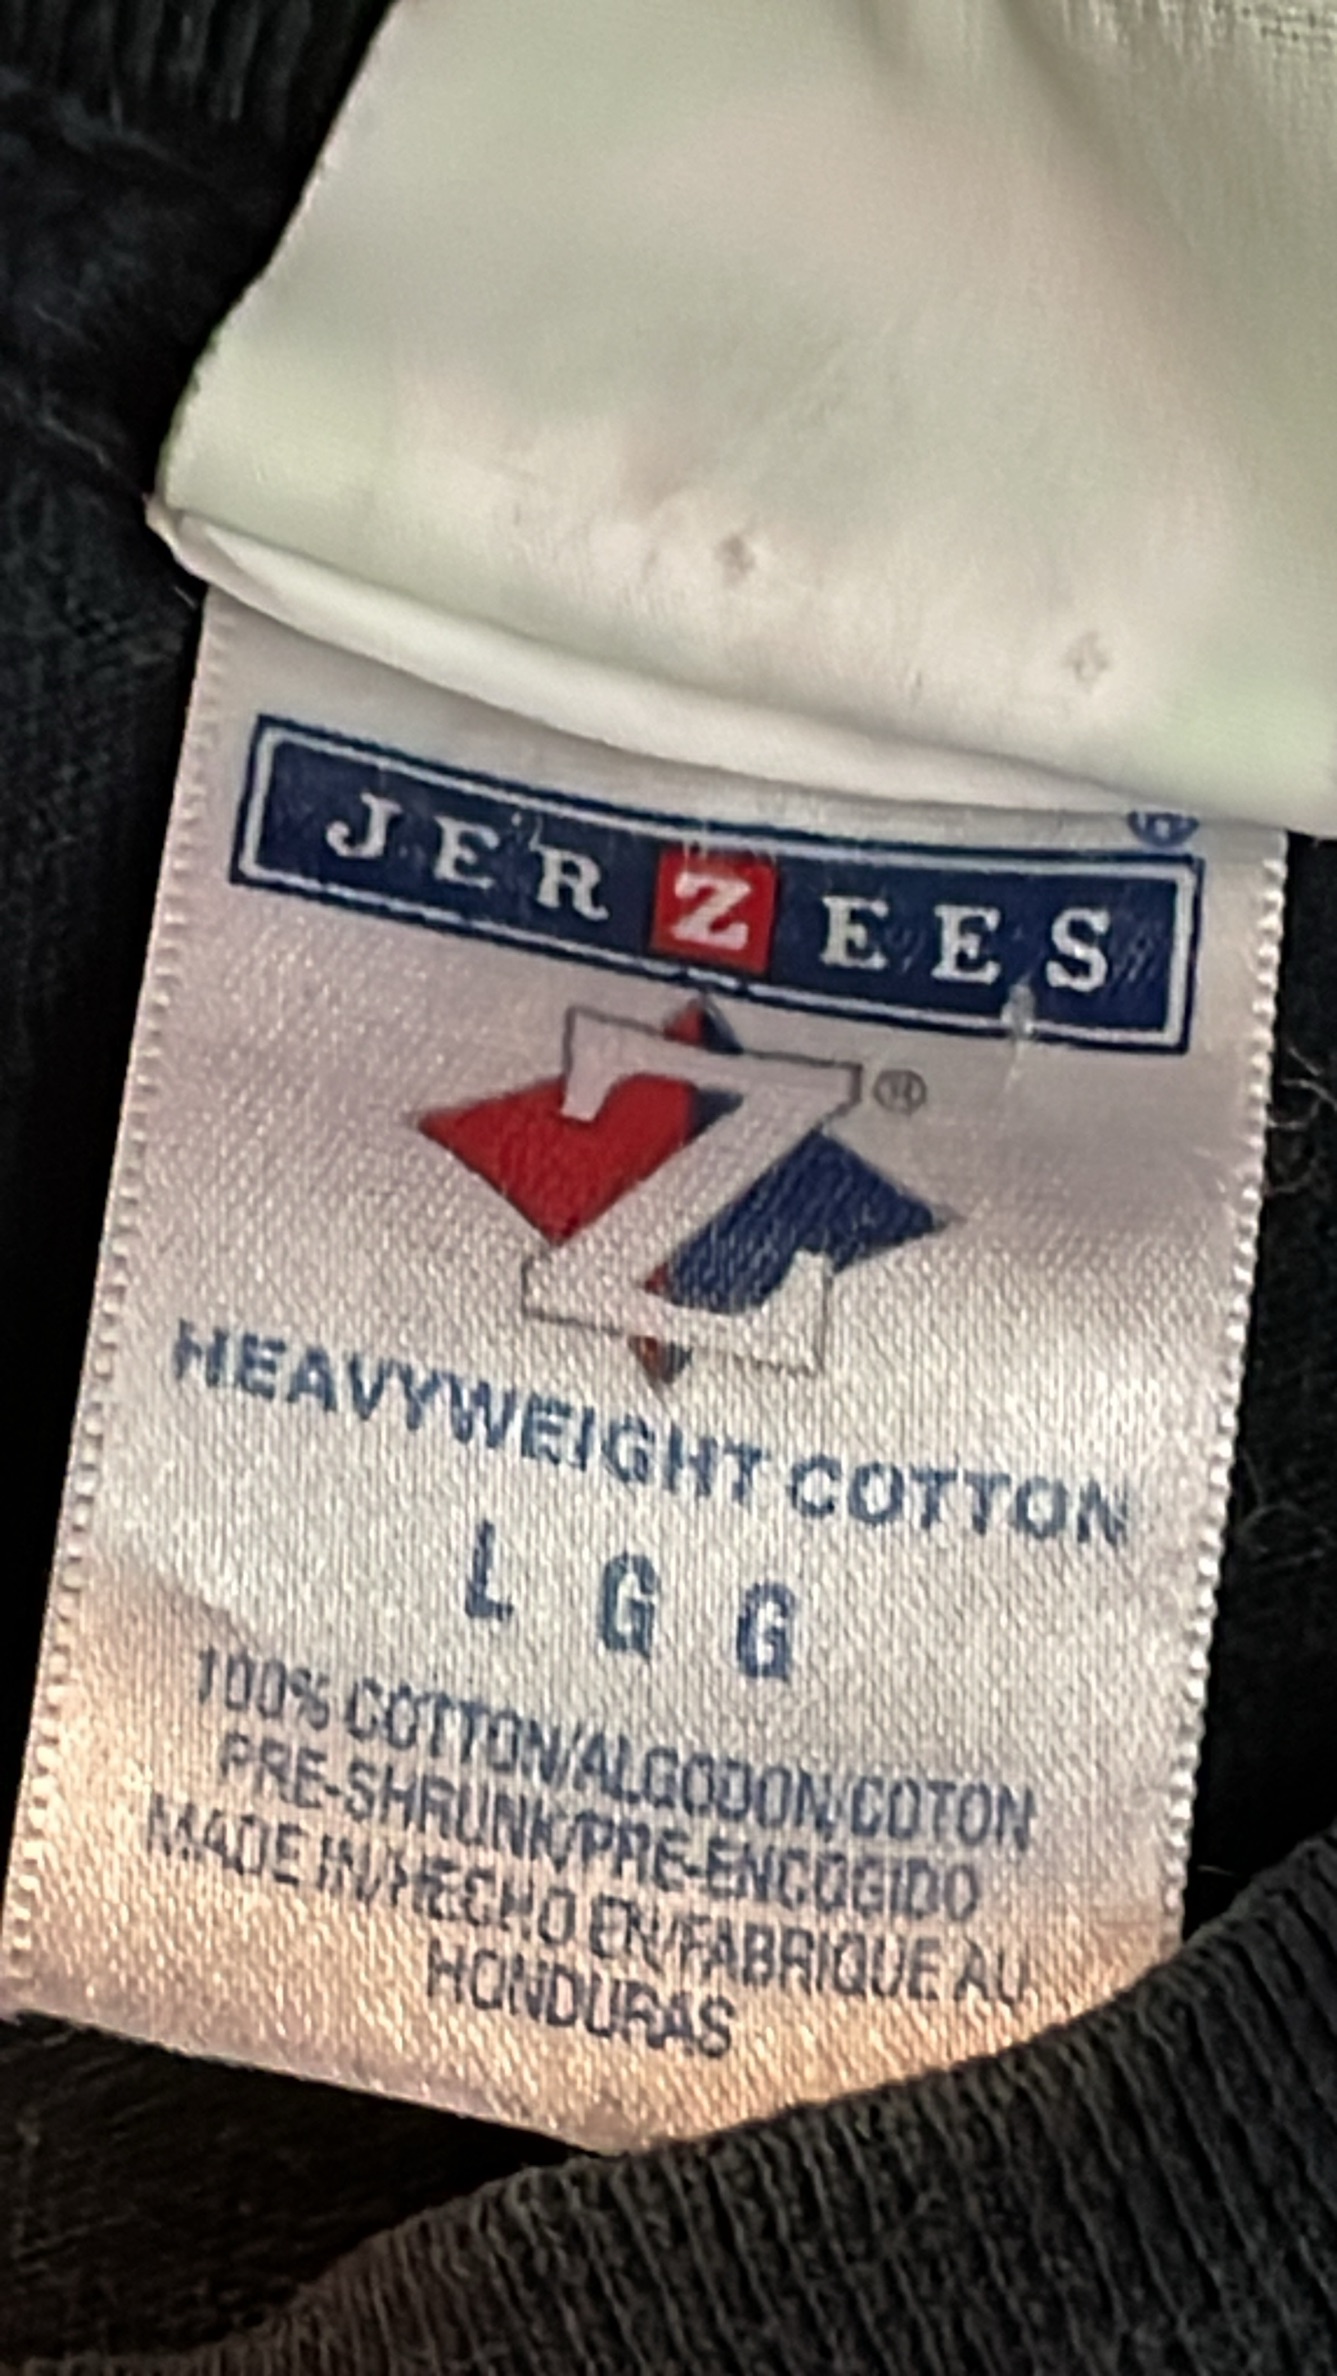 JERZEES
®
Z ®
HEAVYWEIGHT COTTON
L G G
100% COTTON/ALGODON/COTON
PRE-SHRUNK/PRE-ENCOGIDO
MADE IN/HECHO EN/FABRIQUE AU
HONDURAS